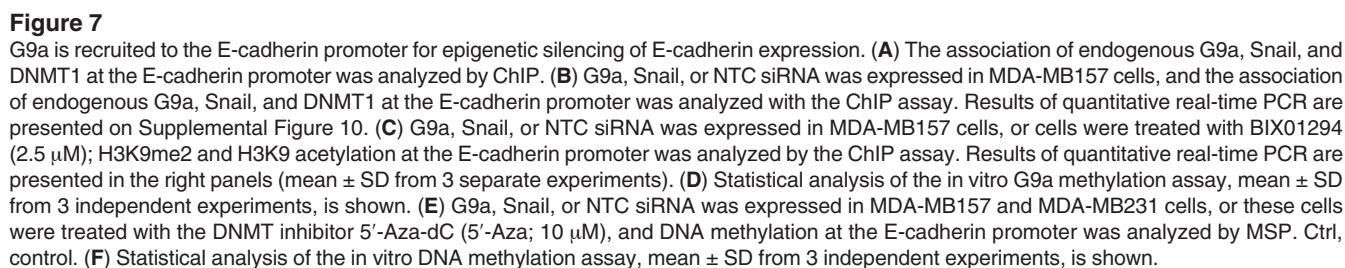 Figure 7
G9a is recruited to the E-cadherin promoter for epigenetic silencing of E-cadherin expression. (A) The association of endogenous G9a, Snail, and
DNMT1 at the E-cadherin promoter was analyzed by ChIP. (B) G9a, Snail, or NTC siRNA was expressed in MDA-MB157 cells, and the association
of endogenous G9a, Snail, and DNMT1 at the E-cadherin promoter was analyzed with the ChIP assay. Results of quantitative real-time PCR are
presented on Supplemental Figure 10. (C) G9a, Snail, or NTC siRNA was expressed in MDA-MB157 cells, or cells were treated with BIX01294
(2.5 μM); H3K9me2 and H3K9 acetylation at the E-cadherin promoter was analyzed by the ChIP assay. Results of quantitative real-time PCR are
presented in the right panels (mean ± SD from 3 separate experiments). (D) Statistical analysis of the in vitro G9a methylation assay, mean ± SD
from 3 independent experiments, is shown. (E) G9a, Snail, or NTC siRNA was expressed in MDA-MB157 and MDA-MB231 cells, or these cells
were treated with the DNMT inhibitor 5′-Aza-dC (5′-Aza; 10 μM), and DNA methylation at the E-cadherin promoter was analyzed by MSP. Ctrl,
control. (F) Statistical analysis of the in vitro DNA methylation assay, mean ± SD from 3 independent experiments, is shown.